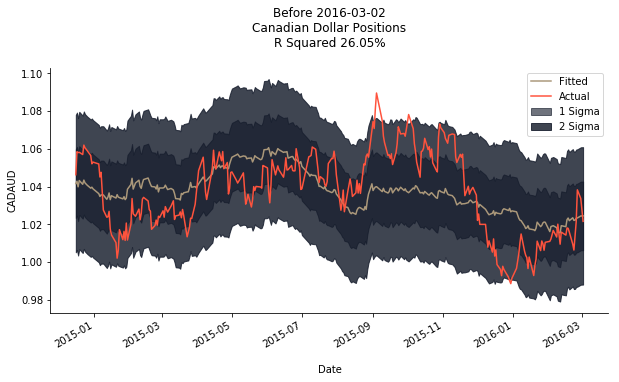 Before 2016-03-02
Canadian Dollar Positions
R Squared 26.05%
1.10
1.08
1.06
1.04
1.02
1.00
0.98
CADAUD
Fitted
Actual
1 Sigma
2 Sigma
2015-01
2015-03
2015-05
2015-07
2015-09
2015-11
2016-01
2016-03
Date